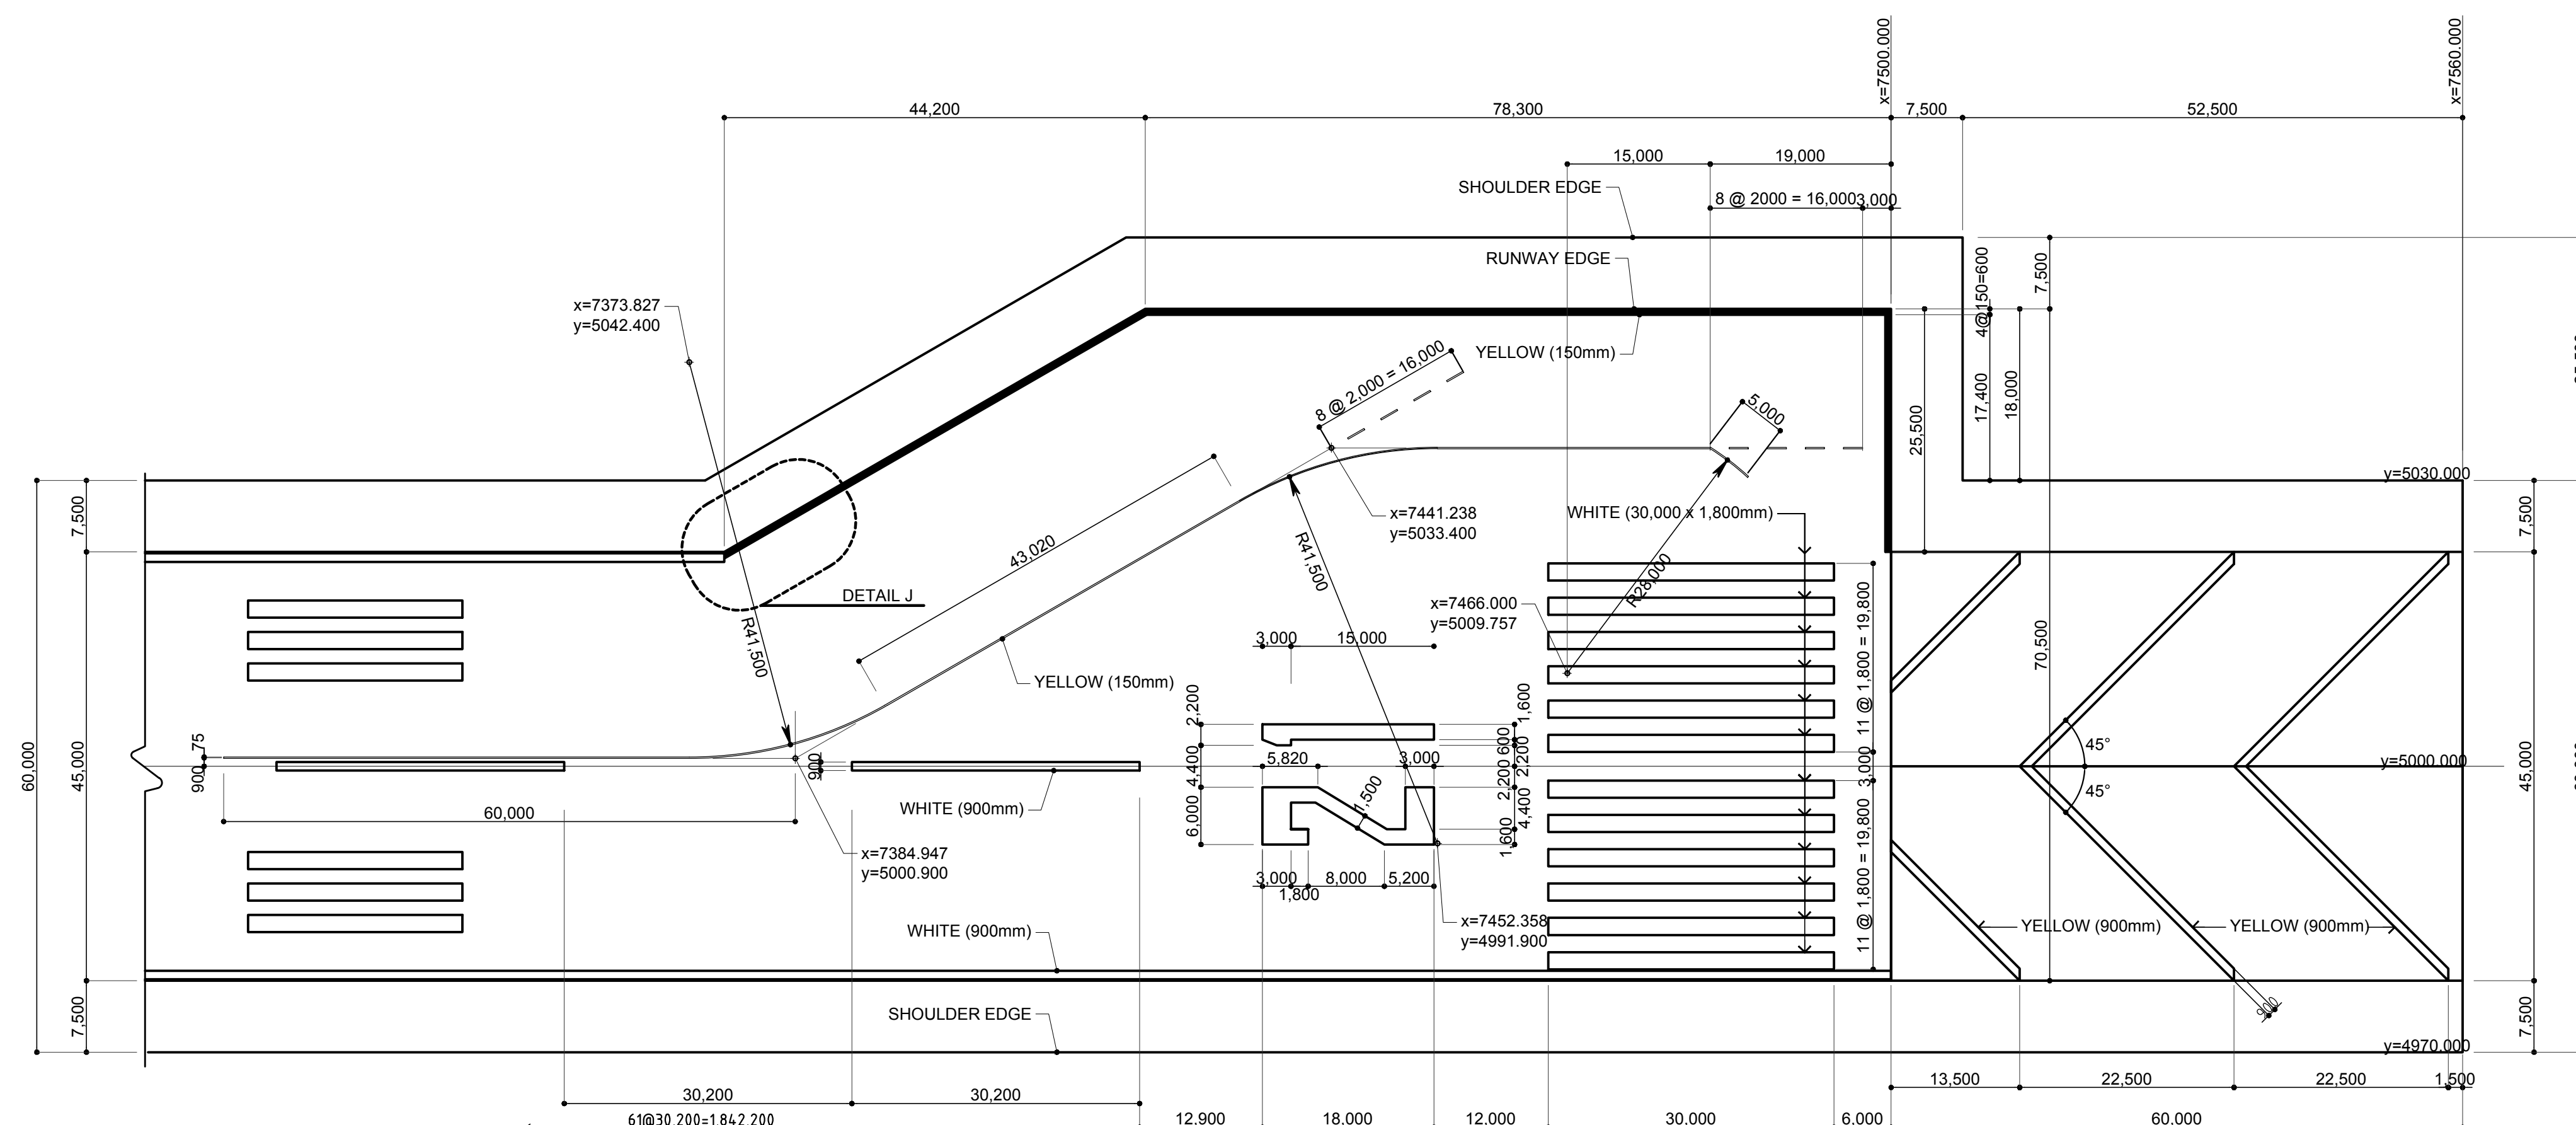 x=7500.000
x=7560.000
44,200
78,300
7,500
52,500
15,000
19,000
8 @ 2000 = 16,000
3,000
SHOULDER EDGE
RUNWAY EDGE
YELLOW (150mm)
x=7373.827
y=5042.400
8 @ 2,000 = 16,000
5,000
4@150=600
7,500
17,400
18,000
25,500
y=5030.000
7,500
60,000
45,000
7,500
43,020
x=7441.238
y=5033.400
WHITE (30,000 x 1,800mm)
R41,500
R28,000
DETAIL J
R41,500
x=7466.000
y=5009.757
3,000
15,000
YELLOW (150mm)
11 @ 1,800 = 19,800
70,500
7,500
45,000
2,200
1,600
75
900
900
4,400
5,820
600
2,200
3,000
2,200
3,000
45°
45°
y=5000.000
WHITE (900mm)
60,000
6,000
1,500
4,400
1,600
x=7384.947
y=5000.900
3,000
8,000
5,200
1,800
11 @ 1,800 = 19,800
x=7452.358
y=4991.900
WHITE (900mm)
YELLOW (900mm)
YELLOW (900mm)
SHOULDER EDGE
900
7,500
7,500
y=4970.000
13,500
22,500
22,500
1,500
30,200
30,200
61@30,200=1,842,200
12,900
18,000
12,000
30,000
6,000
60,000